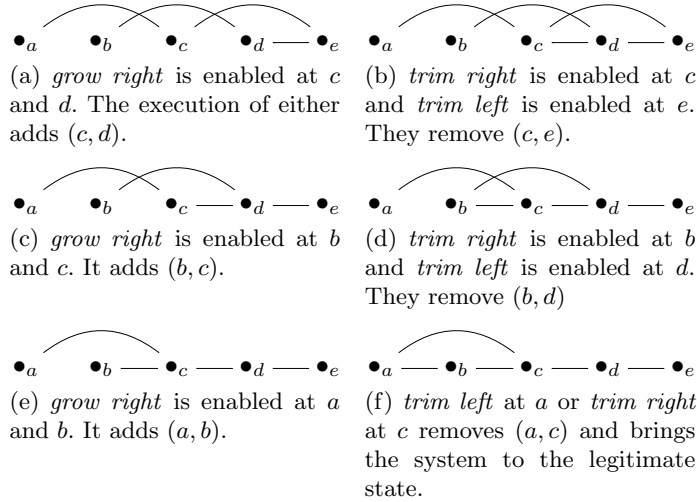 a b c d e
(a) grow right is enabled at c
and d. The execution of either
adds (c, d).
a b c d e
(b) trim right is enabled at c
and trim left is enabled at e.
They remove (c, e).
a b c d e
(c) grow right is enabled at b
and c. It adds (b, c).
a b c d e
(d) trim right is enabled at b
and trim left is enabled at d.
They remove (b, d)
a b c d e
(e) grow right is enabled at a
and b. It adds (a, b).
a b c d e
(f) trim left at a or trim right
at c removes (a, c) and brings
the system to the legitimate
state.